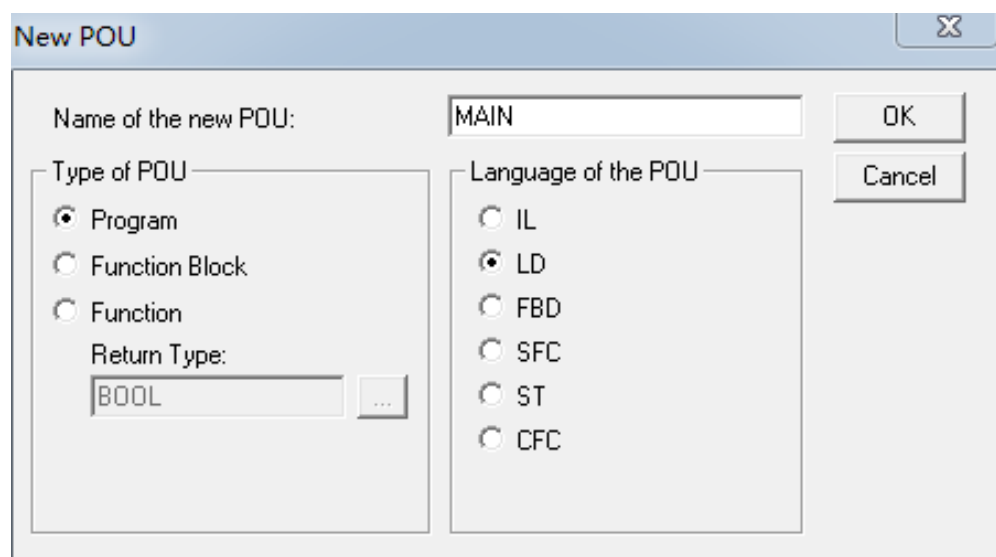 New POU
Name of the new POU:
MAIN
OK
Cancel
Type of POU
Program
Function Block
Function
Return Type:
BOOL
...
Language of the POU
IL
LD
FBD
SFC
ST
CFC